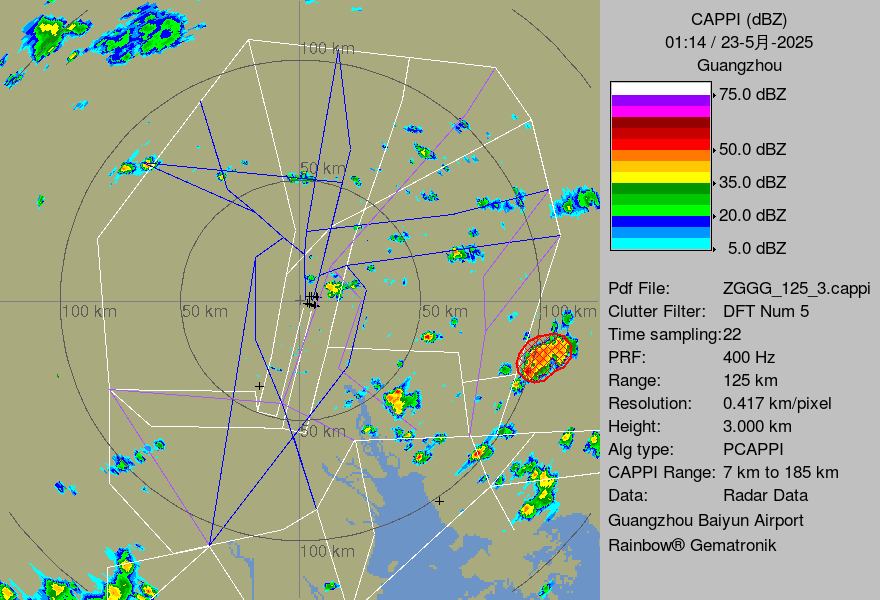 CAPPI (dBZ)
01:14 / 23-5月-2025
Guangzhou
75.0 dBZ
50.0 dBZ
35.0 dBZ
20.0 dBZ
5.0 dBZ
Pdf File: ZGGG_125_3.cappi
Clutter Filter: DFT Num 5
Time sampling:22
PRF: 400 Hz
Range: 125 km
Resolution: 0.417 km/pixel
Height: 3.000 km
Alg type: PCAPPI
CAPPI Range: 7 km to 185 km
Data: Radar Data
Guangzhou Baiyun Airport
Rainbow® Gematronik
100 km
50 km
100 km
50 km
50 km
100 km
50 km
100 km